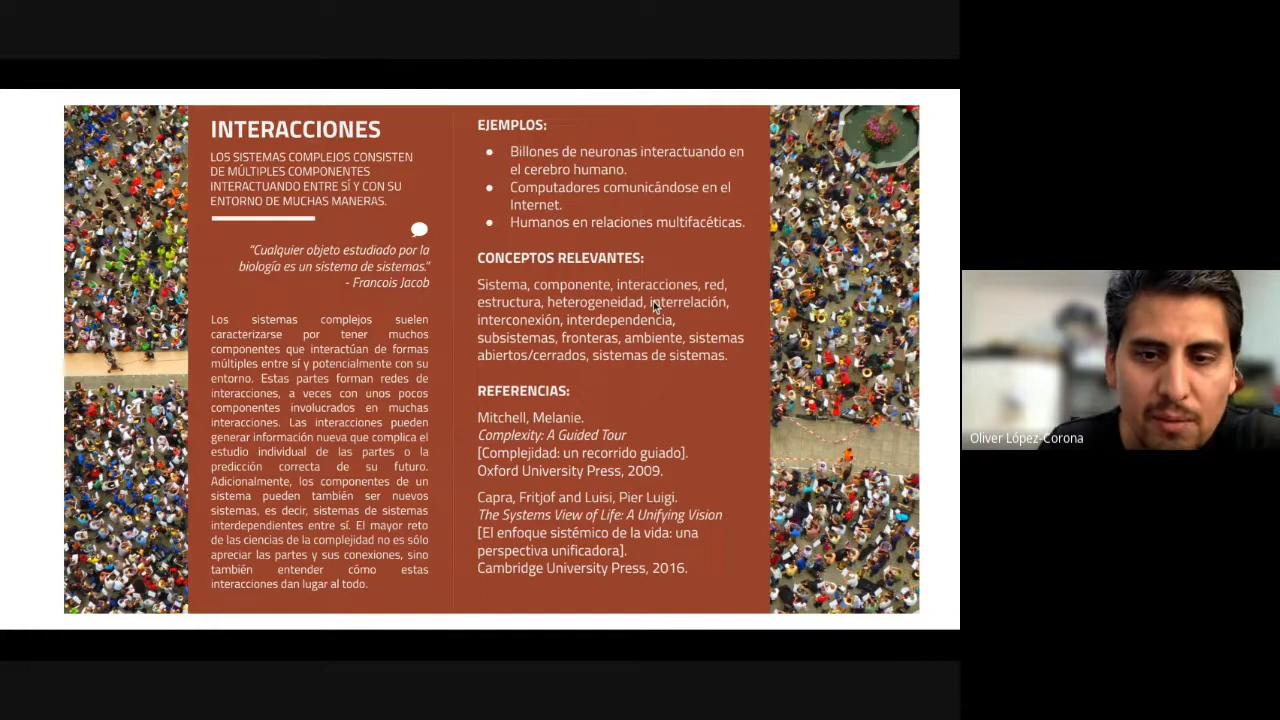 INTERACCIONES
LOS SISTEMAS COMPLEJOS CONSISTEN
DE MÚLTIPLES COMPONENTES
INTERACTUANDO ENTRE SÍ Y CON SU
ENTORNO DE MUCHAS MANERAS.
“Cualquier objeto estudiado por la
biología es un sistema de sistemas.”
- Francois Jacob
Los sistemas complejos suelen
caracterizarse por tener muchos
componentes que interactúan de formas
múltiples entre sí y potencialmente con su
entorno. Estas partes forman redes de
interacciones, a veces con unos pocos
componentes involucrados en muchas
interacciones. Las interacciones pueden
generar información nueva que complica el
estudio individual de las partes o la
predicción correcta de su futuro.
Adicionalmente, los componentes de un
sistema pueden también ser nuevos
sistemas, es decir, sistemas de sistemas
interdependientes entre sí. El mayor reto
de las ciencias de la complejidad no es sólo
apreciar las partes y sus conexiones, sino
también entender cómo estas
interacciones dan lugar al todo.
EJEMPLOS:
● Billones de neuronas interactuando en
el cerebro humano.
● Computadores comunicándose en el
Internet.
● Humanos en relaciones multifacéticas.
CONCEPTOS RELEVANTES:
Sistema, componente, interacciones, red,
estructura, heterogeneidad, interrelación,
interconexión, interdependencia,
subsistemas, fronteras, ambiente, sistemas
abiertos/cerrados, sistemas de sistemas.
REFERENCIAS:
Mitchell, Melanie.
Complexity: A Guided Tour
[Complejidad: un recorrido guiado].
Oxford University Press, 2009.
Capra, Fritjof and Luisi, Pier Luigi.
The Systems View of Life: A Unifying Vision
[El enfoque sistémico de la vida: una
perspectiva unificadora].
Cambridge University Press, 2016.
Oliver López-Corona